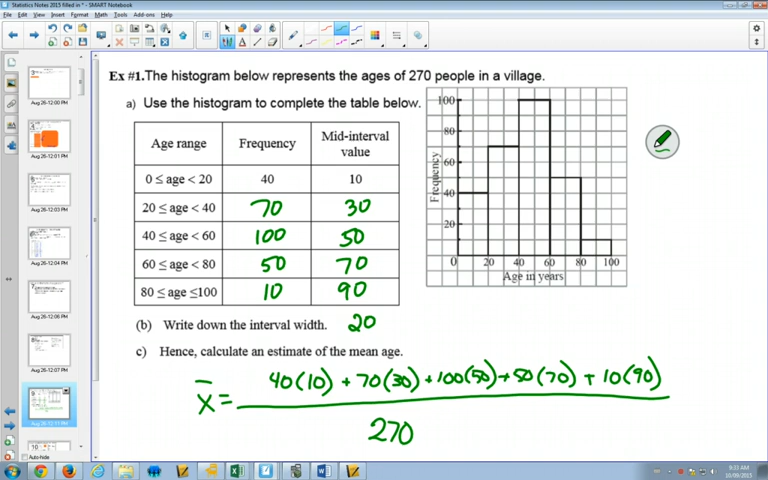 Statistics Notes 2015 filled in * - SMART Notebook
File Edit View Insert Format Math Tools Add-ons Help
Aug 26-12:00 PM
Aug 26-12:01 PM
Aug 26-12:03 PM
Aug 26-12:04 PM
Aug 26-12:06 PM
Aug 26-12:07 PM
Aug 26-12:11 PM
Auto-hide
Ex #1.The histogram below represents the ages of 270 people in a village.
a) Use the histogram to complete the table below.
Age range Frequency Mid-interval value
0 ≤ age < 20 40 10
20 ≤ age < 40 70 30
40 ≤ age < 60 100 50
60 ≤ age < 80 50 70
80 ≤ age ≤100 10 90
Frequency
100
80
60
40
20
0 20 40 60 80 100
Age in years
(b) Write down the interval width. 20
c) Hence, calculate an estimate of the mean age.
x̄ = 40(10) + 70(30) + 100(50) + 50(70) + 10(90)
270
9:33 AM
10/09/2015